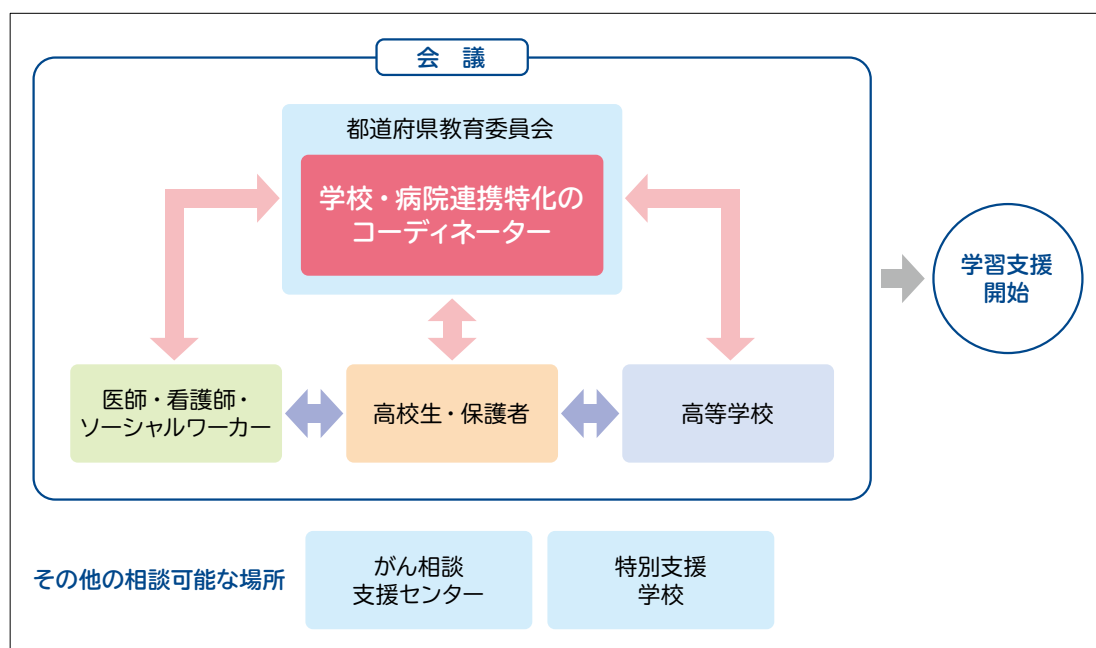 会 議
都道府県教育委員会
学校・病院連携特化の
コーディネーター
医師・看護師・
ソーシャルワーカー
高校生・保護者
高等学校
学習支援
開始
その他の相談可能な場所
がん相談
支援センター
特別支援
学校